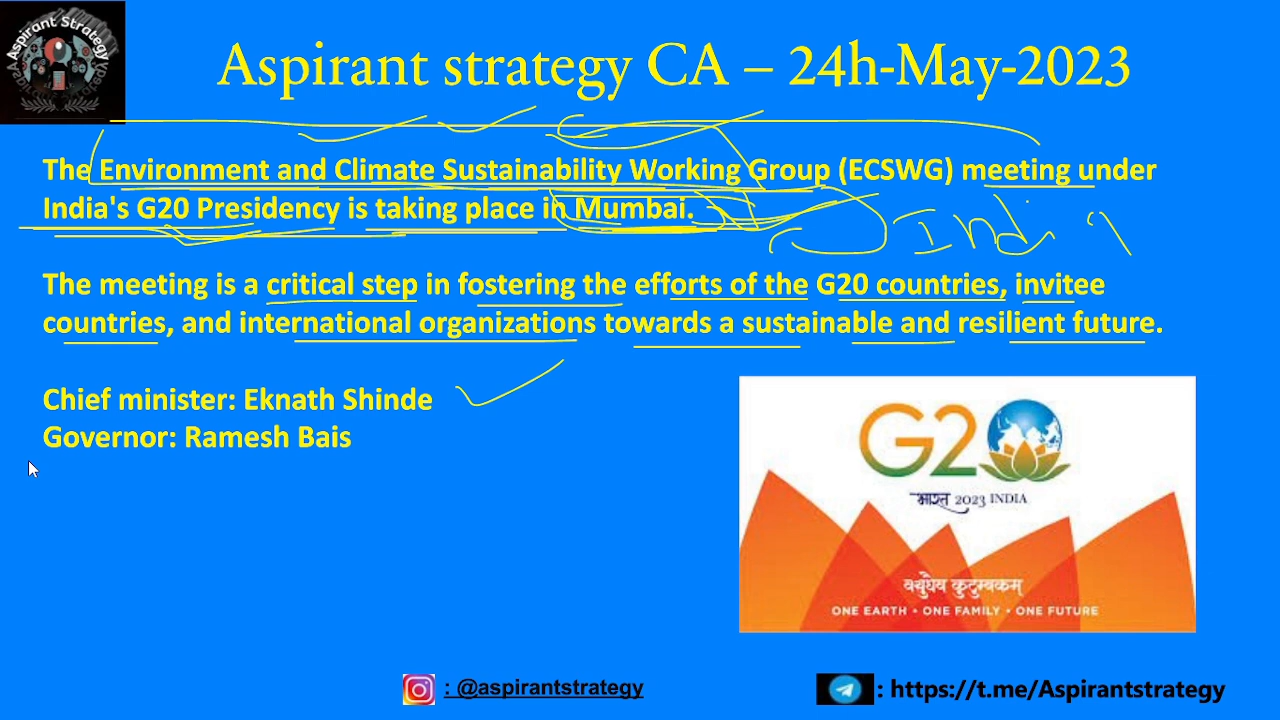 Aspirant Strategy
Aspirant strategy CA – 24h-May-2023
The Environment and Climate Sustainability Working Group (ECSWG) meeting under
India's G20 Presidency is taking place in Mumbai.
India
The meeting is a critical step in fostering the efforts of the G20 countries, invitee
countries, and international organizations towards a sustainable and resilient future.
Chief minister: Eknath Shinde
Governor: Ramesh Bais
G20
भारत 2023 INDIA
वसुधैव कुटुम्बकम्
ONE EARTH • ONE FAMILY • ONE FUTURE
: @aspirantstrategy
: https://t.me/Aspirantstrategy